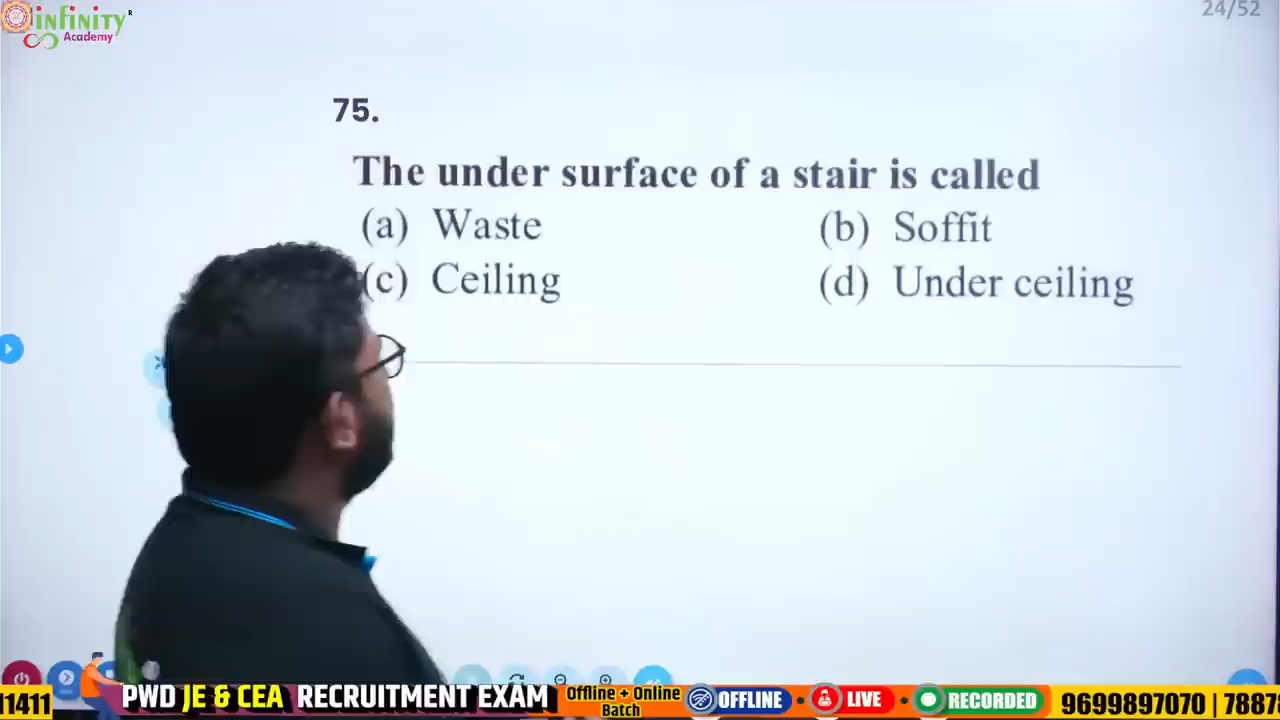 infinity
Academy
24/52
75.
The under surface of a stair is called
(a) Waste (b) Soffit
(c) Ceiling (d) Under ceiling
11411 PWD JE & CEA RECRUITMENT EXAM Offline + Online Batch OFFLINE LIVE RECORDED 9699897070 | 7887